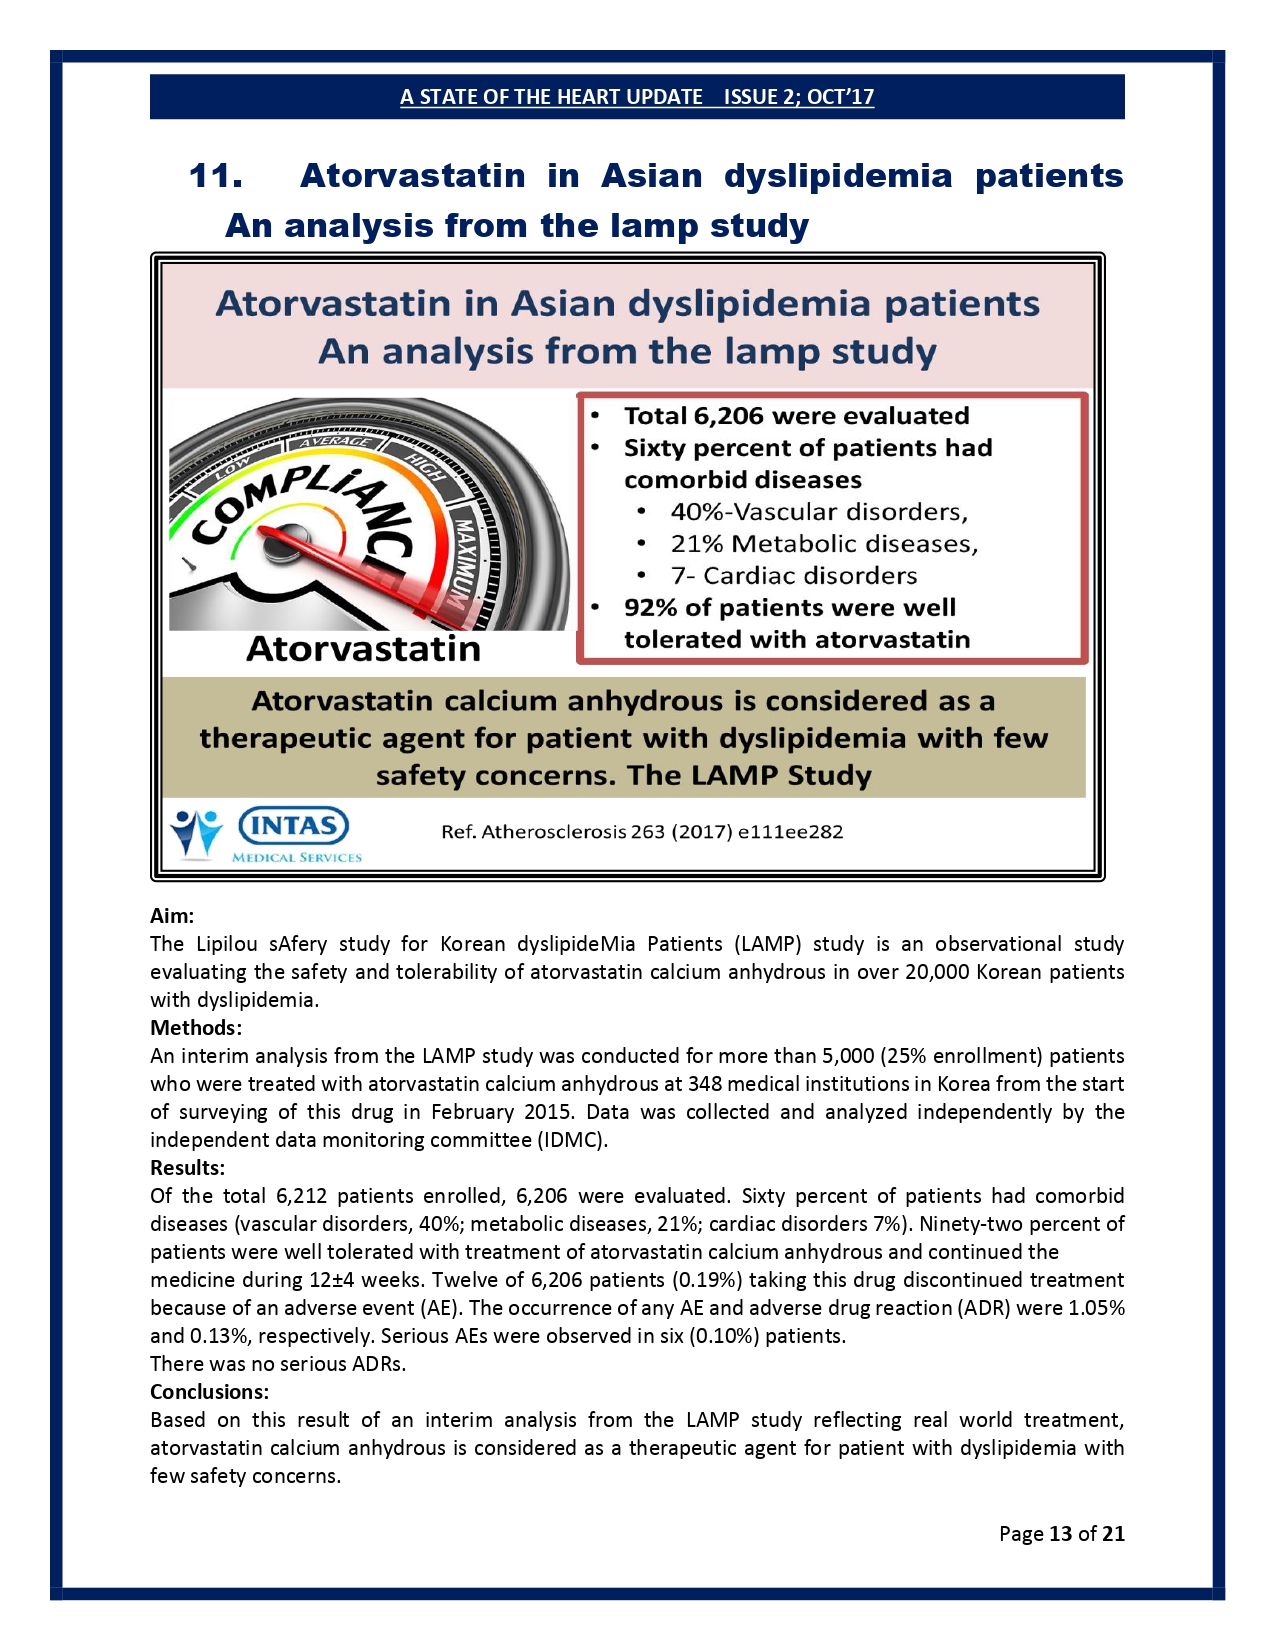 A STATE OF THE HEART UPDATE    ISSUE 2; OCT’17
11. Atorvastatin in Asian dyslipidemia patients
An analysis from the lamp study
Atorvastatin in Asian dyslipidemia patients
An analysis from the lamp study
LOW
AVERAGE
HIGH
MAXIMUM
COMPLiANCE
Atorvastatin
• Total 6,206 were evaluated
• Sixty percent of patients had
comorbid diseases
• 40%-Vascular disorders,
• 21% Metabolic diseases,
• 7- Cardiac disorders
• 92% of patients were well
tolerated with atorvastatin
Atorvastatin calcium anhydrous is considered as a
therapeutic agent for patient with dyslipidemia with few
safety concerns. The LAMP Study
INTAS
MEDICAL SERVICES
Ref. Atherosclerosis 263 (2017) e111ee282
Aim:
The Lipilou sAfery study for Korean dyslipideMia Patients (LAMP) study is an observational study
evaluating the safety and tolerability of atorvastatin calcium anhydrous in over 20,000 Korean patients
with dyslipidemia.
Methods:
An interim analysis from the LAMP study was conducted for more than 5,000 (25% enrollment) patients
who were treated with atorvastatin calcium anhydrous at 348 medical institutions in Korea from the start
of surveying of this drug in February 2015. Data was collected and analyzed independently by the
independent data monitoring committee (IDMC).
Results:
Of the total 6,212 patients enrolled, 6,206 were evaluated. Sixty percent of patients had comorbid
diseases (vascular disorders, 40%; metabolic diseases, 21%; cardiac disorders 7%). Ninety-two percent of
patients were well tolerated with treatment of atorvastatin calcium anhydrous and continued the
medicine during 12±4 weeks. Twelve of 6,206 patients (0.19%) taking this drug discontinued treatment
because of an adverse event (AE). The occurrence of any AE and adverse drug reaction (ADR) were 1.05%
and 0.13%, respectively. Serious AEs were observed in six (0.10%) patients.
There was no serious ADRs.
Conclusions:
Based on this result of an interim analysis from the LAMP study reflecting real world treatment,
atorvastatin calcium anhydrous is considered as a therapeutic agent for patient with dyslipidemia with
few safety concerns.
Page 13 of 21